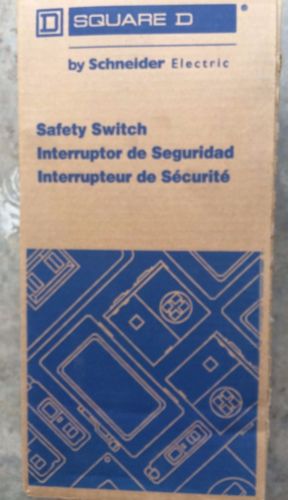 D SQUARE D ®
by Schneider Electric
Safety Switch
Interruptor de Seguridad
Interrupteur de Sécurité